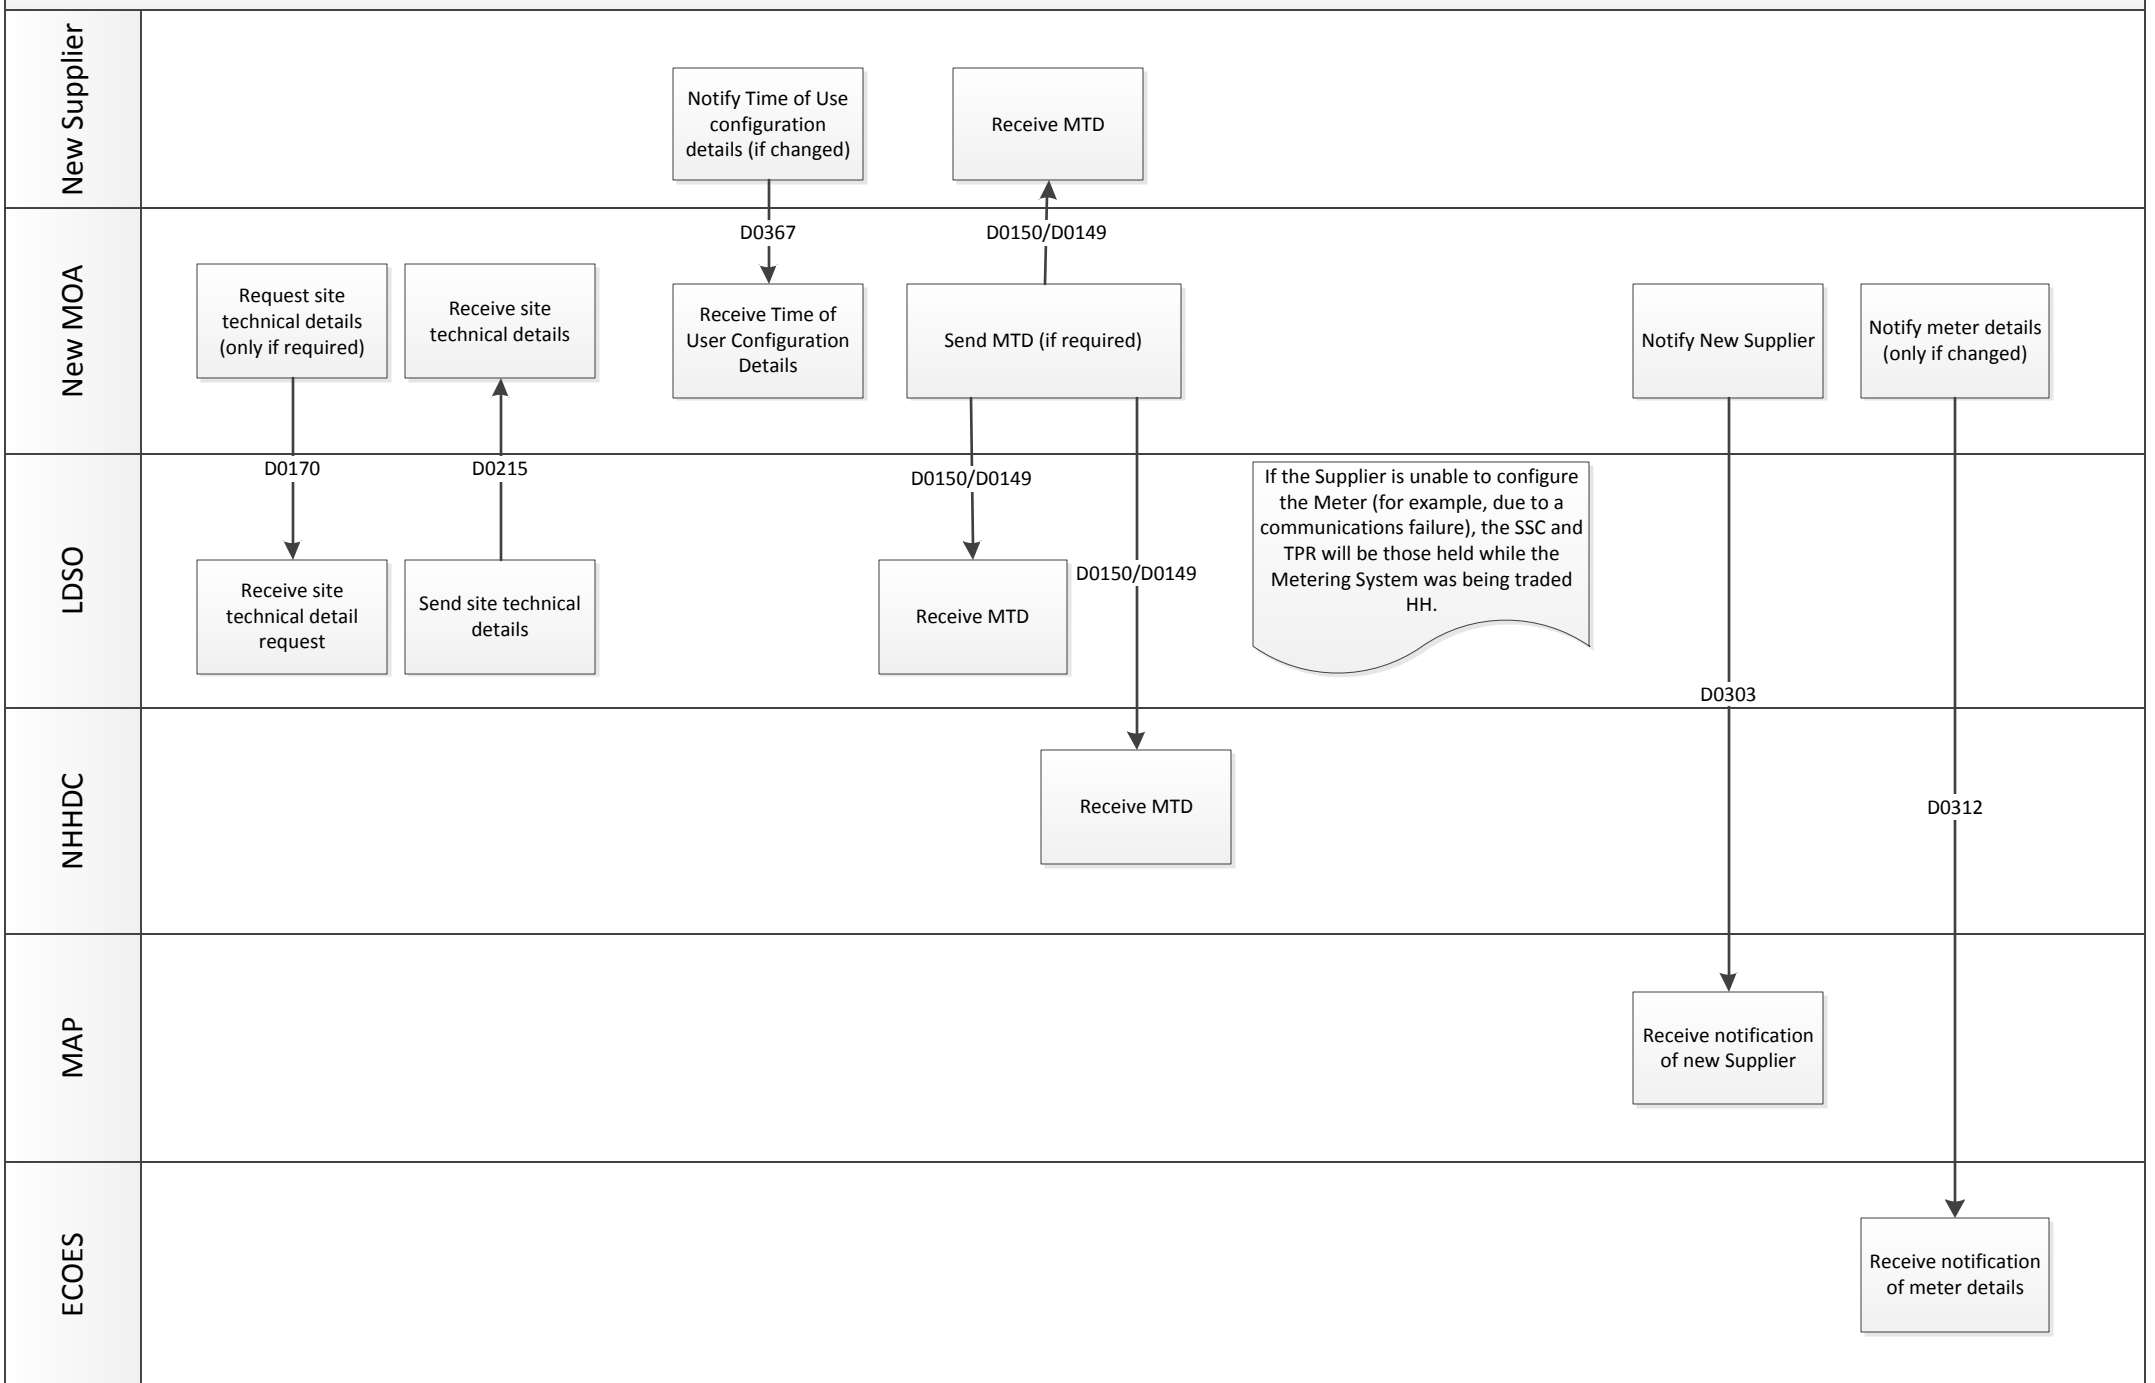 New Supplier
Notify Time of Use
configuration
details (if changed)
Receive MTD
New MOA
D0367
D0150/D0149
Request site
technical details
(only if required)
Receive site
technical details
Receive Time of
User Configuration
Details
Send MTD (if required)
Notify New Supplier
Notify meter details
(only if changed)
LDSO
D0170
D0215
D0150/D0149
D0150/D0149
If the Supplier is unable to configure
the Meter (for example, due to a
communications failure), the SSC and
TPR will be those held while the
Metering System was being traded
HH.
Receive site
technical detail
request
Send site technical
details
Receive MTD
D0303
NHHDC
Receive MTD
D0312
MAP
Receive notification
of new Supplier
ECOES
Receive notification
of meter details